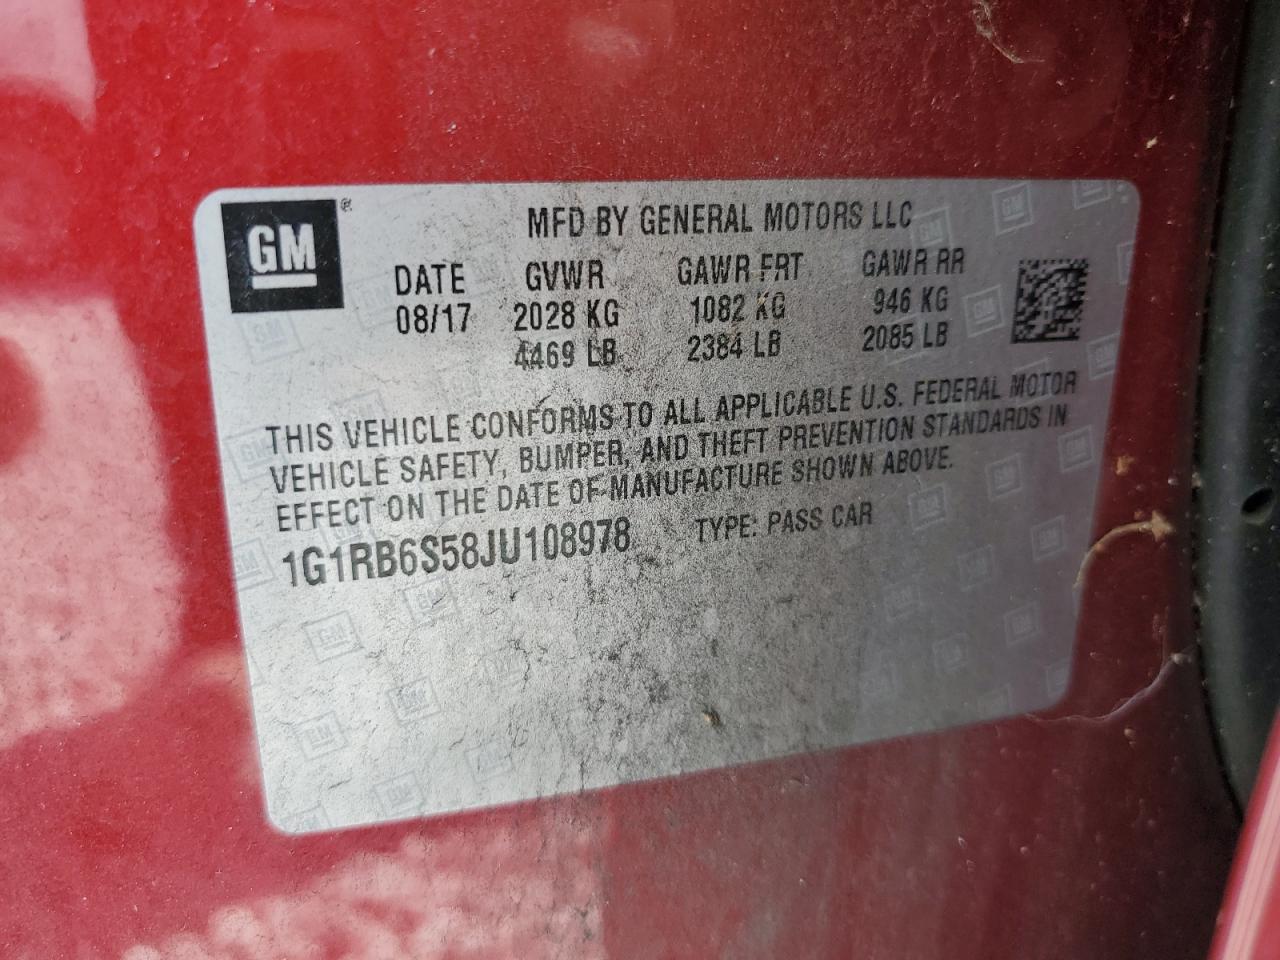 GM®
MFD BY GENERAL MOTORS LLC
DATE GVWR GAWR FRT GAWR RR
08/17 2028 KG 1082 KG 946 KG
4469 LB 2384 LB 2085 LB
THIS VEHICLE CONFORMS TO ALL APPLICABLE U.S. FEDERAL MOTOR
VEHICLE SAFETY, BUMPER, AND THEFT PREVENTION STANDARDS IN
EFFECT ON THE DATE OF MANUFACTURE SHOWN ABOVE.
1G1RB6S58JU108978 TYPE: PASS CAR